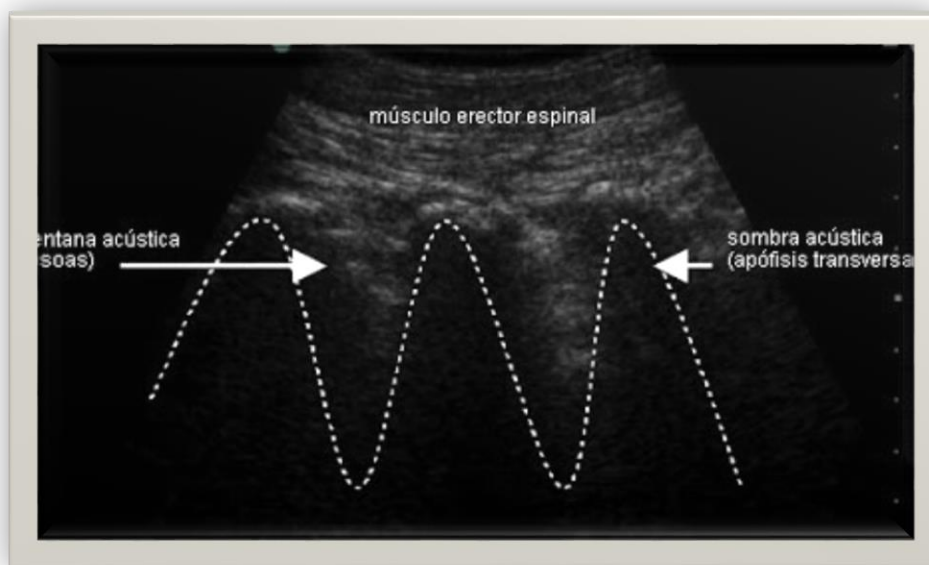 músculo erector espinal
entana acústica
soas)
sombra acústica
(apófisis transversa